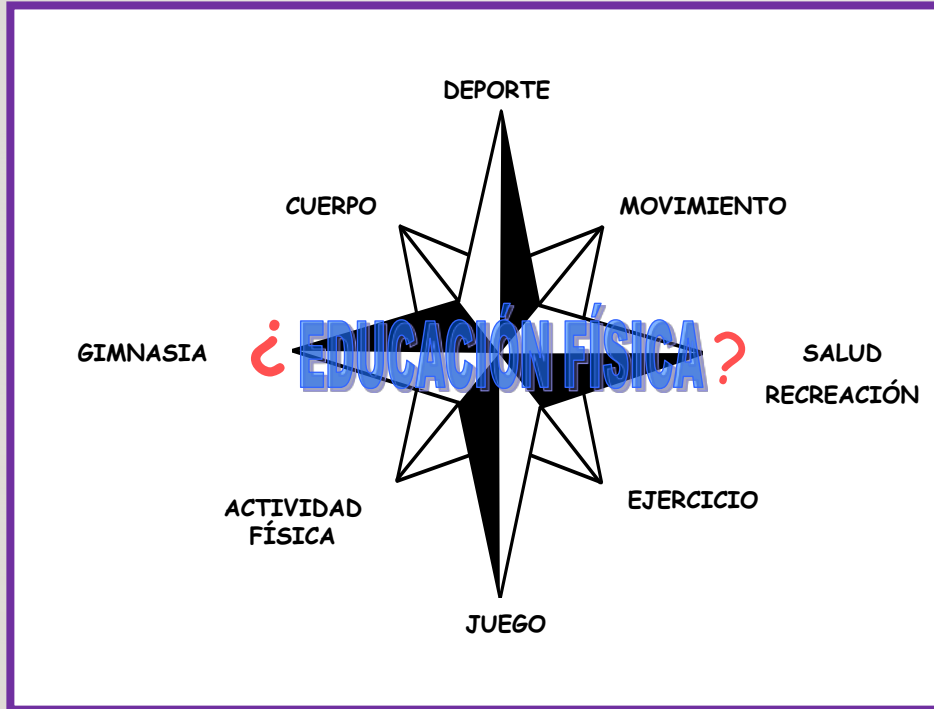 DEPORTE
CUERPO
MOVIMIENTO
GIMNASIA
¿EDUCACIÓN FÍSICA?
SALUD
RECREACIÓN
ACTIVIDAD
FÍSICA
EJERCICIO
JUEGO